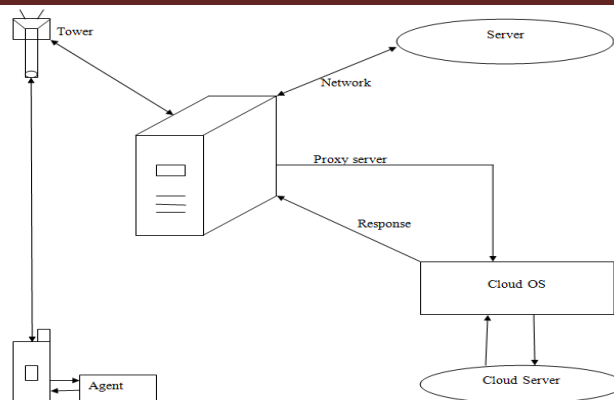 Tower
Server
Network
Proxy server
Response
Cloud OS
Cloud Server
Agent